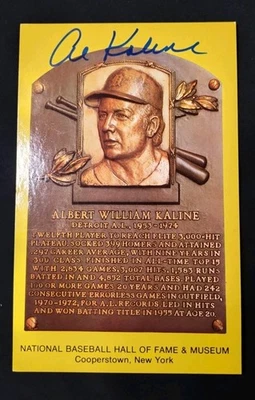 Al Kaline
ALBERT WILLIAM KALINE
DETROIT A.L., 1953-1974
TWELFTH PLAYER TO REACH ELITE 3,000-HIT
PLATEAU. SOCKED 399 HOMERS AND ATTAINED
.297 CAREER AVERAGE, WITH NINE YEARS IN
.300 CLASS. FINISHED IN ALL-TIME TOP 15
WITH 2,834 GAMES, 3,007 HITS, 1,583 RUNS
BATTED IN AND 4,852 TOTAL BASES. PLAYED
100 OR MORE GAMES 20 YEARS AND HAD 242
CONSECUTIVE ERRORLESS GAMES IN OUTFIELD,
1970-1972, FOR A.L. RECORDS. LED IN HITS
AND WON BATTING TITLE IN 1955 AT AGE 20.
NATIONAL BASEBALL HALL OF FAME & MUSEUM
Cooperstown, New York